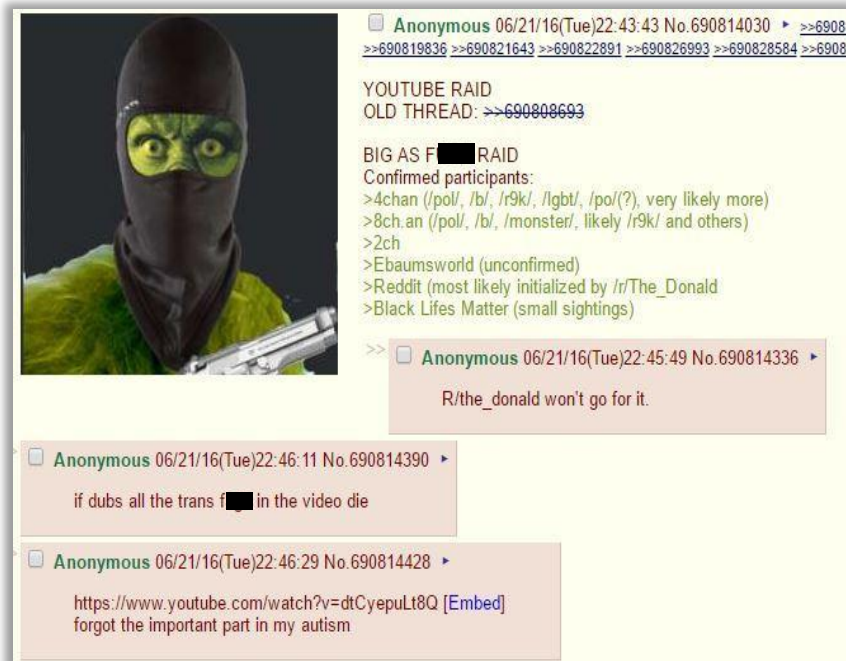 Anonymous 06/21/16(Tue)22:43:43 No.690814030 ▸ >>6908
>>690819836 >>690821643 >>690822891 >>690826993 >>690828584 >>6908
YOUTUBE RAID
OLD THREAD: >>690808693
BIG AS F RAID
Confirmed participants:
>4chan (/pol/, /b/, /r9k/, /lgbt/, /po/(?), very likely more)
>8ch.an (/pol/, /b/, /monster/, likely /r9k/ and others)
>2ch
>Ebaumsworld (unconfirmed)
>Reddit (most likely initialized by /r/The_Donald
>Black Lifes Matter (small sightings)
>> Anonymous 06/21/16(Tue)22:45:49 No.690814336 ▸
R/the_donald won't go for it.
Anonymous 06/21/16(Tue)22:46:11 No.690814390 ▸
if dubs all the trans f in the video die
Anonymous 06/21/16(Tue)22:46:29 No.690814428 ▸
https://www.youtube.com/watch?v=dtCyepuLt8Q [Embed]
forgot the important part in my autism